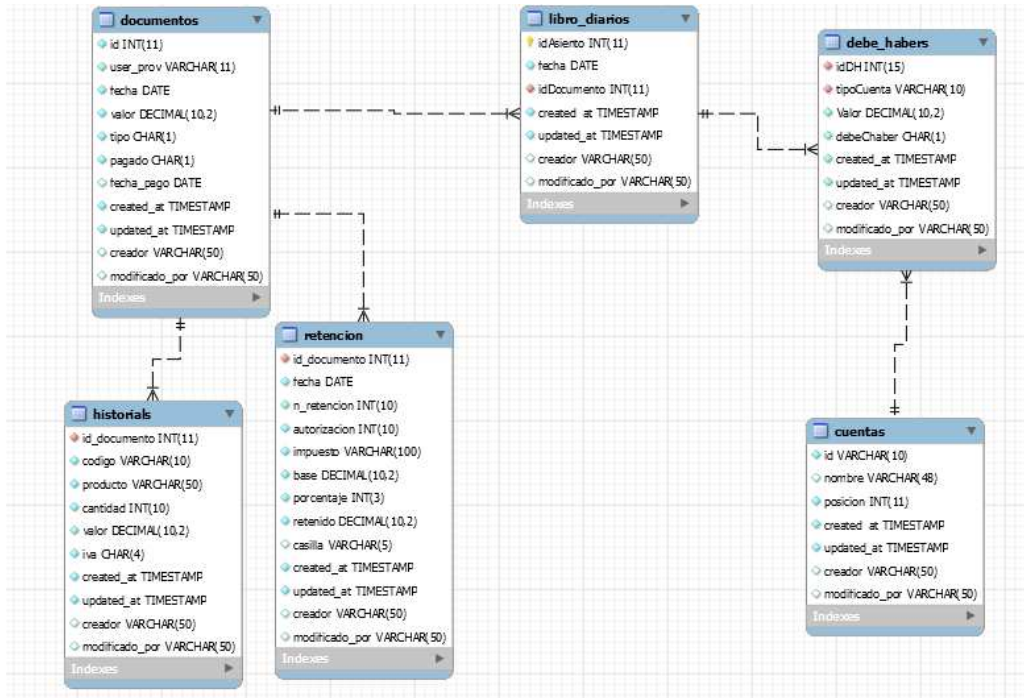 documentos
id INT(11)
user_prov VARCHAR(11)
fecha DATE
valor DECIMAL(10,2)
tipo CHAR(1)
pagado CHAR(1)
fecha_pago DATE
created_at TIMESTAMP
updated_at TIMESTAMP
creador VARCHAR(50)
modificado_por VARCHAR(50)
Indexes
libro_diarios
idAsiento INT(11)
fecha DATE
idDocumento INT(11)
created_at TIMESTAMP
updated_at TIMESTAMP
creador VARCHAR(50)
modificado_por VARCHAR(50)
Indexes
debe_habers
idDH INT(15)
tipoCuenta VARCHAR(10)
Valor DECIMAL(10,2)
debeOhaber CHAR(1)
created_at TIMESTAMP
updated_at TIMESTAMP
creador VARCHAR(50)
modificado_por VARCHAR(50)
Indexes
retencion
id_documento INT(11)
fecha DATE
n_retencion INT(10)
autorizacion INT(10)
impuesto VARCHAR(100)
base DECIMAL(10,2)
porcentaje INT(3)
retenido DECIMAL(10,2)
casilla VARCHAR(5)
created_at TIMESTAMP
updated_at TIMESTAMP
creador VARCHAR(50)
modificado_por VARCHAR(50)
Indexes
historials
id_documento INT(11)
codigo VARCHAR(10)
producto VARCHAR(50)
cantidad INT(10)
valor DECIMAL(10,2)
iva CHAR(4)
created_at TIMESTAMP
updated_at TIMESTAMP
creador VARCHAR(50)
modificado_por VARCHAR(50)
Indexes
cuentas
id VARCHAR(10)
nombre VARCHAR(48)
posicion INT(11)
created_at TIMESTAMP
updated_at TIMESTAMP
creador VARCHAR(50)
modificado_por VARCHAR(50)
Indexes